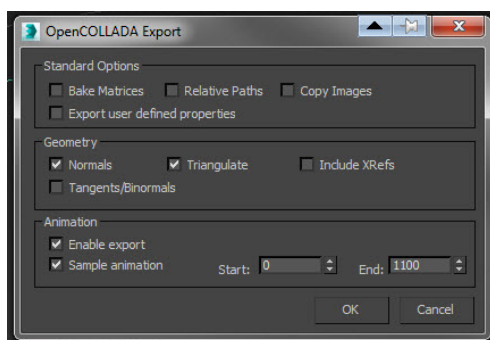 OpenCOLLADA Export
Standard Options
Bake Matrices Relative Paths Copy Images
Export user defined properties
Geometry
Normals Triangulate Include XRefs
Tangents/Binormals
Animation
Enable export
Sample animation Start: 0 End: 1100
OK Cancel